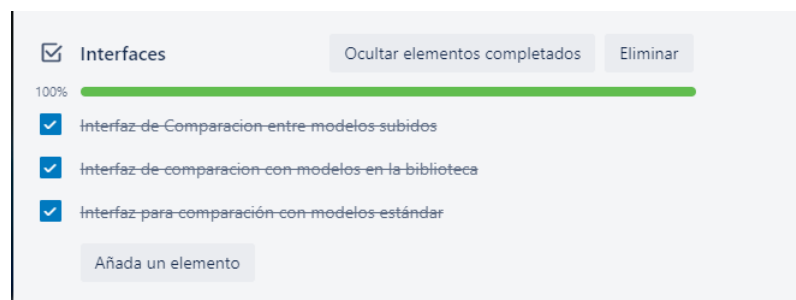 Interfaces
Ocultar elementos completados
Eliminar
100%
Interfaz de Comparacion entre modelos subidos
Interfaz de comparacion con modelos en la biblioteca
Interfaz para comparación con modelos estándar
Añada un elemento